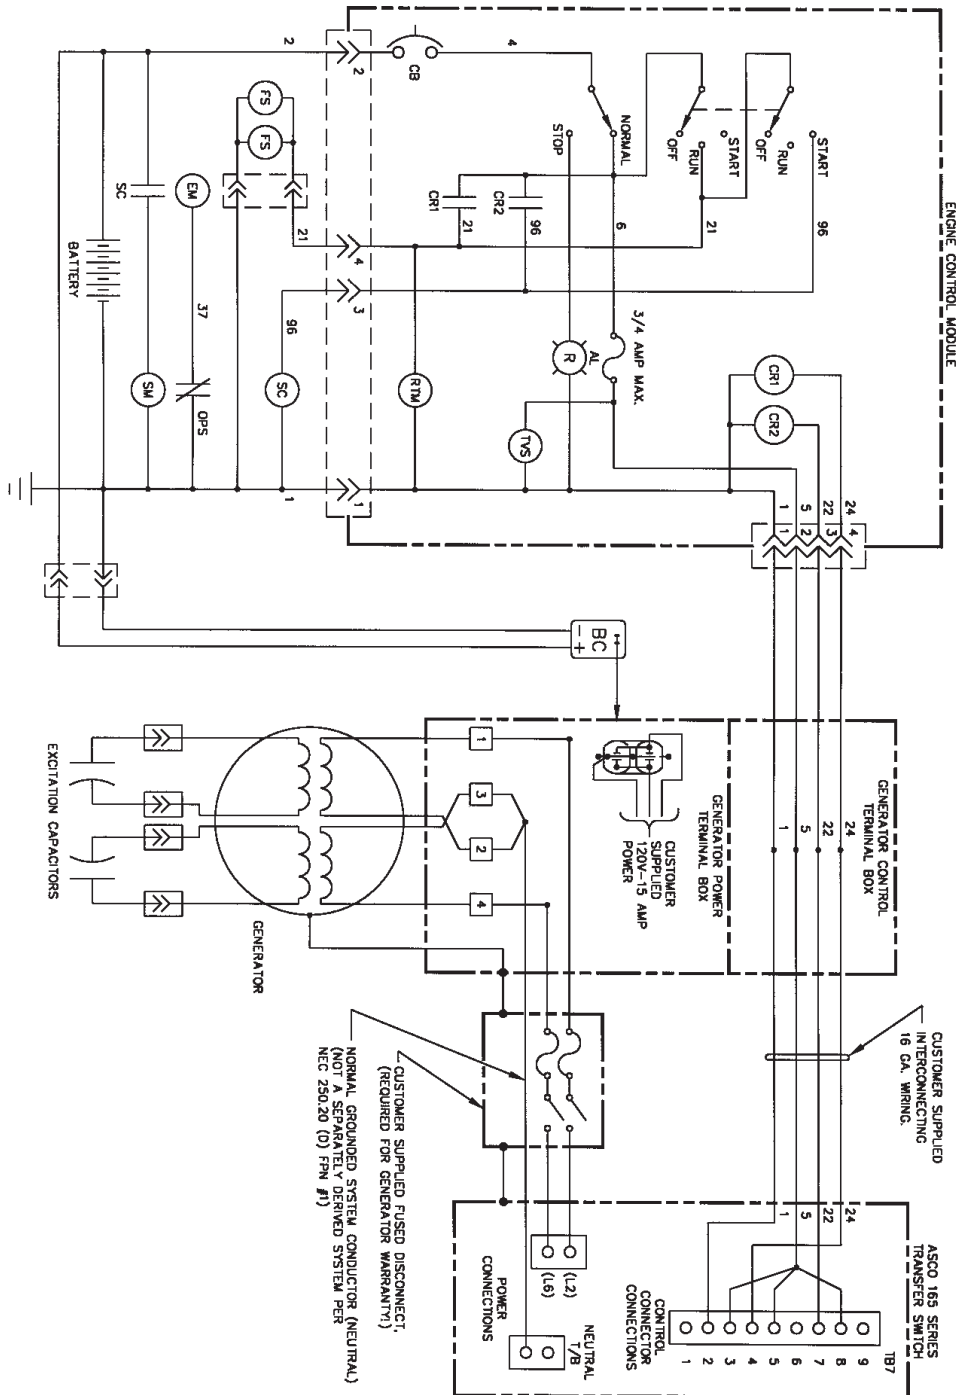 ENGINE CONTROL MODULE
START
RUN
OFF
96
START
RUN
OFF
21
NORMAL
STOP
4
CB
2
2
CR1
21
CR2
96
6
3/4 AMP MAX.
AL
R
TVS
RTM
CR1
CR2
4
3
1
1
FS
FS
21
SC
EM
37
OPS
SM
96
SC
BATTERY
24
22
5
1
4
3
2
1
BC
- +
GENERATOR CONTROL
TERMINAL BOX
24
22
5
1
GENERATOR POWER
TERMINAL BOX
CUSTOMER
SUPPLIED
120V-15 AMP
POWER
1
3
2
4
GENERATOR
EXCITATION CAPACITORS
CUSTOMER SUPPLIED
INTERCONNECTING
16 GA. WIRING.
CUSTOMER SUPPLIED FUSED DISCONNECT.
(REQUIRED FOR GENERATOR WARRANTY!)
NORMAL GROUNDED SYSTEM CONDUCTOR (NEUTRAL)
(NOT A SEPARATELY DERIVED SYSTEM PER
NEC 250.20 (D) FPN #1)
ASCO 165 SERIES
TRANSFER SWITCH
24
22
5
1
TB7
9
8
7
6
5
4
3
2
1
CONTROL
CONNECTOR
CONNECTIONS
(L2)
(L6)
POWER
CONNECTIONS
NEUTRAL
T/B